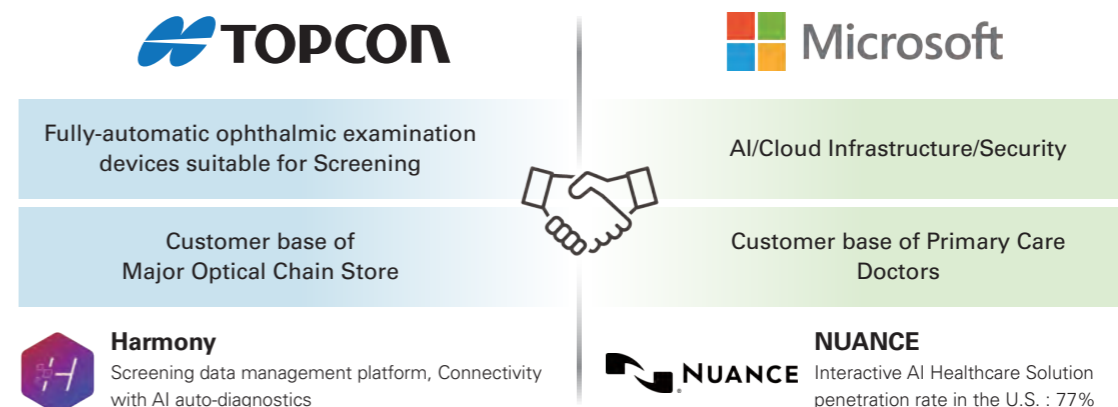 TOPCON
Fully-automatic ophthalmic examination
devices suitable for Screening
Customer base of
Major Optical Chain Store
Harmony
Screening data management platform, Connectivity
with AI auto-diagnostics
Microsoft
AI/Cloud Infrastructure/Security
Customer base of Primary Care
Doctors
NUANCE
NUANCE
Interactive AI Healthcare Solution
penetration rate in the U.S. : 77%